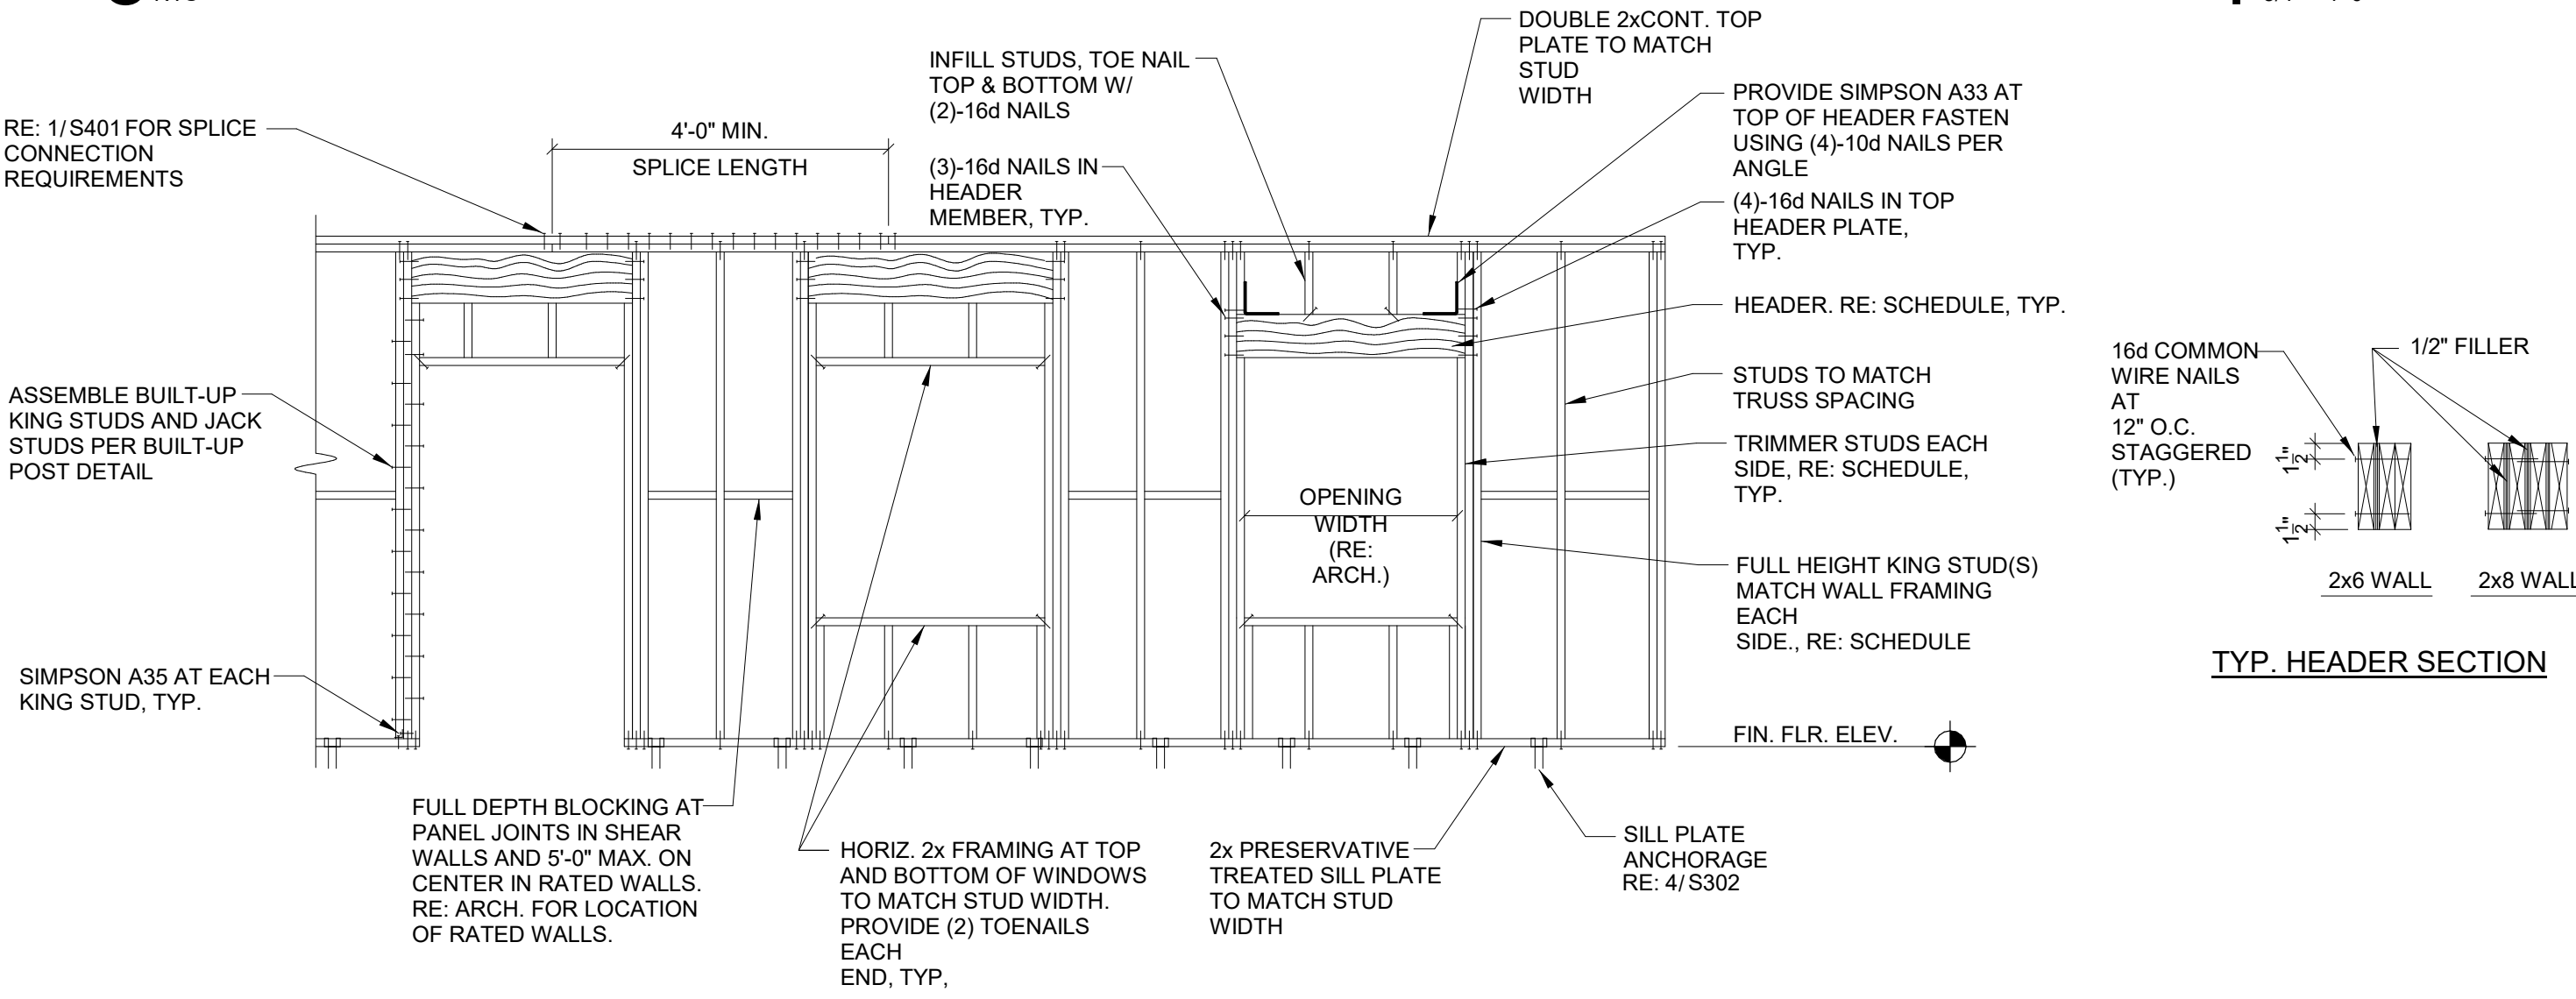 DOUBLE 2xCONT. TOP
PLATE TO MATCH
STUD
WIDTH
INFILL STUDS, TOE NAIL
TOP & BOTTOM W/
(2)-16d NAILS
PROVIDE SIMPSON A33 AT
TOP OF HEADER FASTEN
USING (4)-10d NAILS PER
ANGLE
RE: 1/S401 FOR SPLICE
CONNECTION
REQUIREMENTS
4'-0" MIN.
SPLICE LENGTH
(3)-16d NAILS IN
HEADER
MEMBER, TYP.
(4)-16d NAILS IN TOP
HEADER PLATE,
TYP.
HEADER. RE: SCHEDULE, TYP.
ASSEMBLE BUILT-UP
KING STUDS AND JACK
STUDS PER BUILT-UP
POST DETAIL
STUDS TO MATCH
TRUSS SPACING
TRIMMER STUDS EACH
SIDE, RE: SCHEDULE,
TYP.
OPENING
WIDTH
(RE:
ARCH.)
FULL HEIGHT KING STUD(S)
MATCH WALL FRAMING
EACH
SIDE., RE: SCHEDULE
SIMPSON A35 AT EACH
KING STUD, TYP.
FIN. FLR. ELEV.
FULL DEPTH BLOCKING AT
PANEL JOINTS IN SHEAR
WALLS AND 5'-0" MAX. ON
CENTER IN RATED WALLS.
RE: ARCH. FOR LOCATION
OF RATED WALLS.
HORIZ. 2x FRAMING AT TOP
AND BOTTOM OF WINDOWS
TO MATCH STUD WIDTH.
PROVIDE (2) TOENAILS
EACH
END, TYP,
2x PRESERVATIVE
TREATED SILL PLATE
TO MATCH STUD
WIDTH
SILL PLATE
ANCHORAGE
RE: 4/S302
16d COMMON
WIRE NAILS
AT
12" O.C.
STAGGERED
(TYP.)
1/2" FILLER
1 1/2"
1 1/2"
2x6 WALL
2x8 WALL
TYP. HEADER SECTION